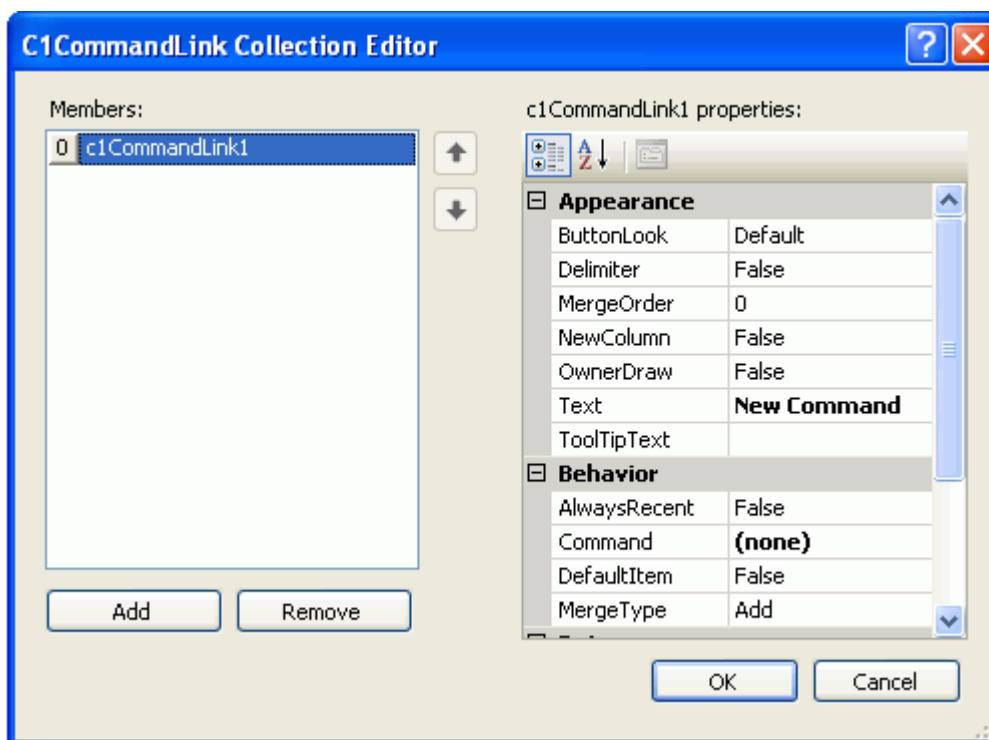 C1CommandLink Collection Editor
Members:
0 c1CommandLink1
Add Remove
c1CommandLink1 properties:
Appearance
ButtonLook Default
Delimiter False
MergeOrder 0
NewColumn False
OwnerDraw False
Text New Command
ToolTipText
Behavior
AlwaysRecent False
Command (none)
DefaultItem False
MergeType Add
OK Cancel